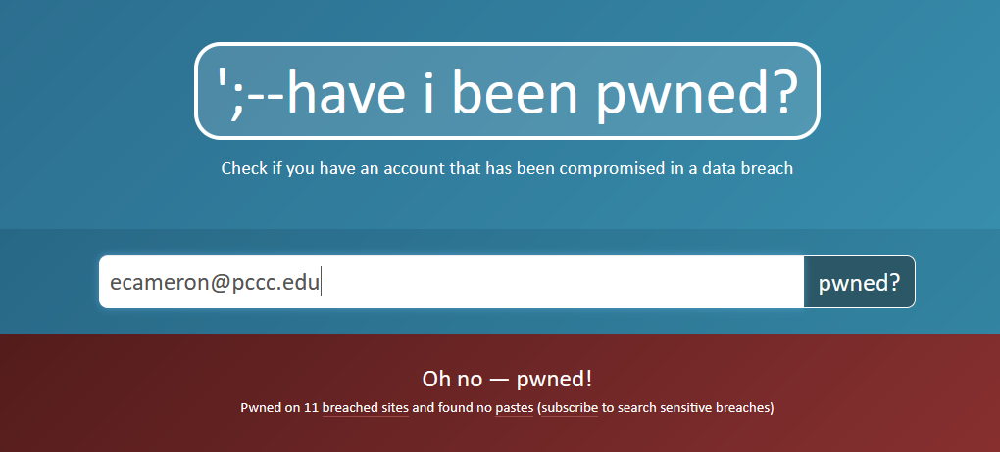 ';--have i been pwned?
Check if you have an account that has been compromised in a data breach
ecameron@pccc.edu
pwned?
Oh no — pwned!
Pwned on 11 breached sites and found no pastes (subscribe to search sensitive breaches)